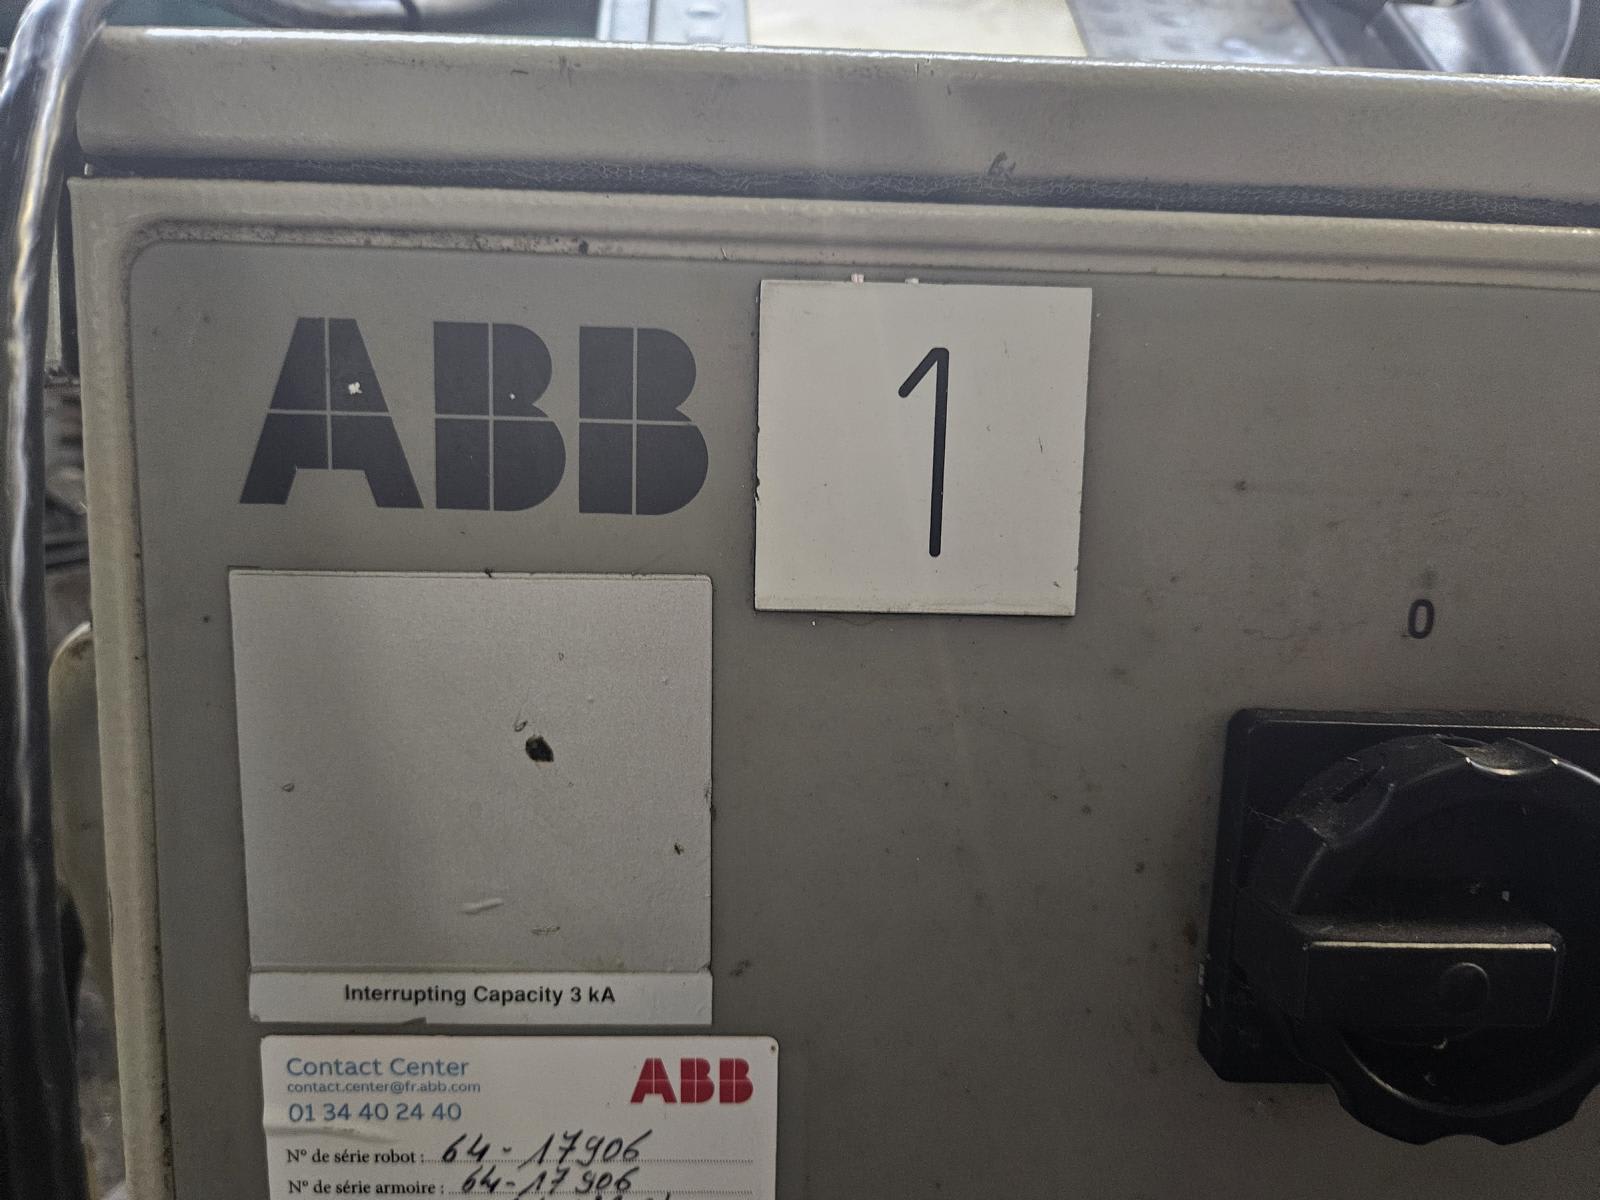 ABB
1
0
Interrupting Capacity 3 kA
Contact Center
ABB
contact.center@fr.abb.com
01 34 40 24 40
N° de série robot : 64-17906
N° de série armoire : 64-17906